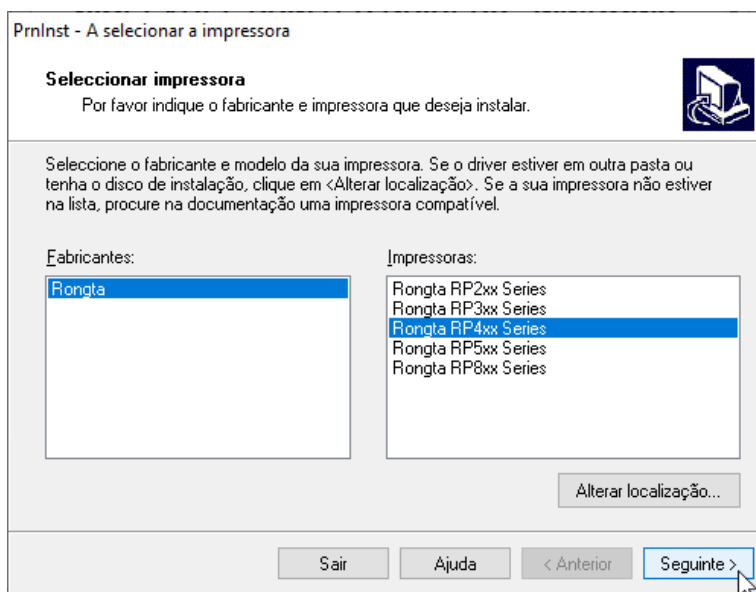 PrnInst - A selecionar a impressora
Seleccionar impressora
Por favor indique o fabricante e impressora que deseja instalar.
Seleccione o fabricante e modelo da sua impressora. Se o driver estiver em outra pasta ou
tenha o disco de instalação, clique em <Alterar localização>. Se a sua impressora não estiver
na lista, procure na documentação uma impressora compatível.
Fabricantes:
Rongta
Impressoras:
Rongta RP2xx Series
Rongta RP3xx Series
Rongta RP4xx Series
Rongta RP5xx Series
Rongta RP8xx Series
Alterar localização...
Sair
Ajuda
< Anterior
Seguinte >